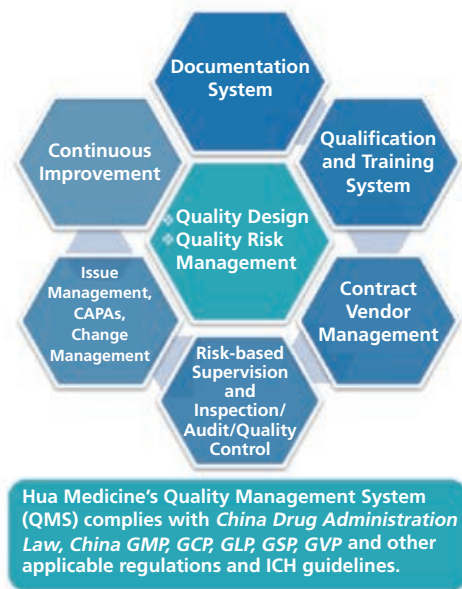 Documentation
System
Qualification
and Training
System
Continuous
Improvement
Quality Design
Quality Risk
Management
Contract
Vendor
Management
Issue
Management,
CAPAs,
Change
Management
Risk-based
Supervision
and
Inspection/
Audit/Quality
Control
Hua Medicine’s Quality Management System
(QMS) complies with China Drug Administration
Law, China GMP, GCP, GLP, GSP, GVP and other
applicable regulations and ICH guidelines.